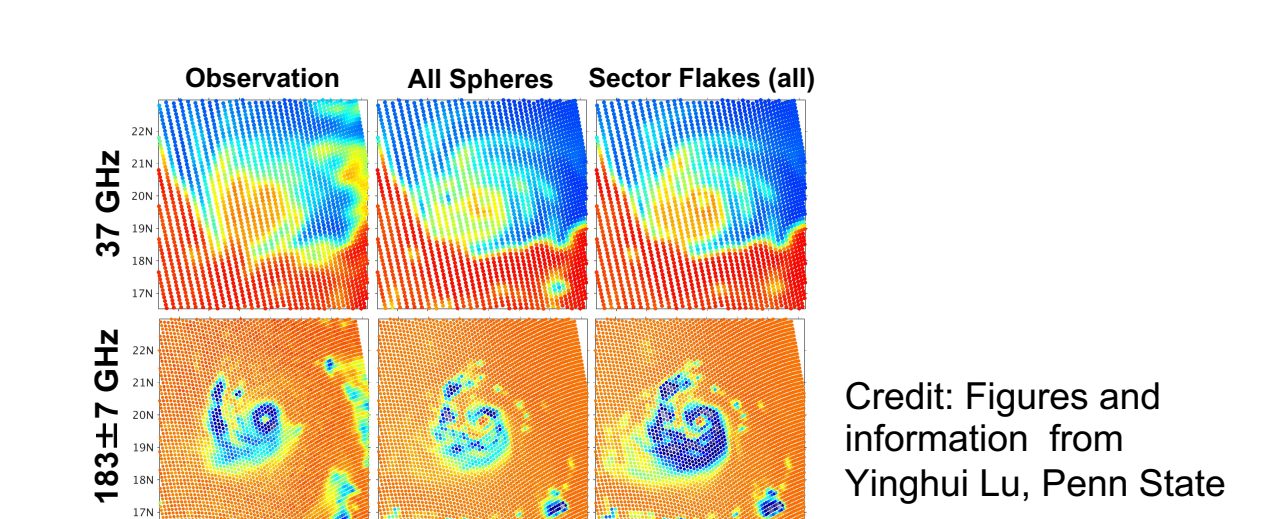 Observation All Spheres Sector Flakes (all)
37 GHz
22N
21N
20N
19N
18N
17N
183±7 GHz
22N
21N
20N
19N
18N
17N
Credit: Figures and
information from
Yinghui Lu, Penn State